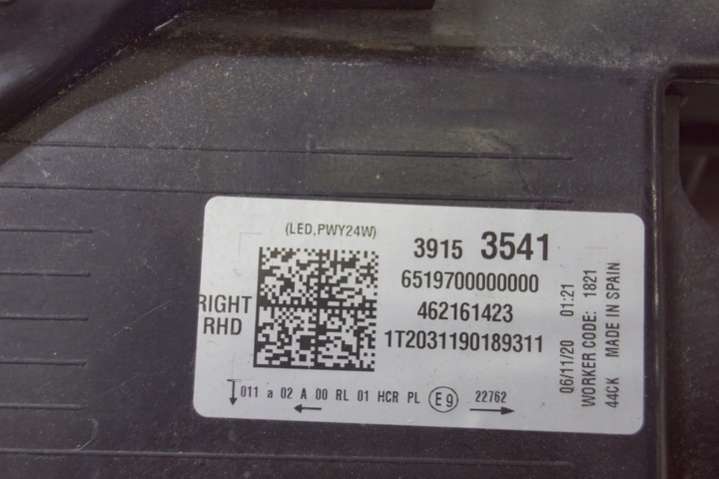 (LED,PWY24W)
3915 3541
6519700000000
462161423
1T2031190189311
RIGHT
RHD
011 a 02 A 00 RL 01 HCR PL E9 22762
06/11/20 01:21
WORKER CODE: 1821
44CK MADE IN SPAIN